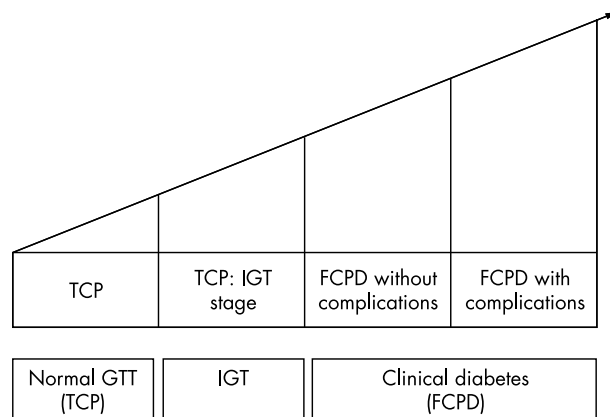 TCP
TCP: IGT
stage
FCPD without
complications
FCPD with
complications
Normal GTT
(TCP)
IGT
Clinical diabetes
(FCPD)